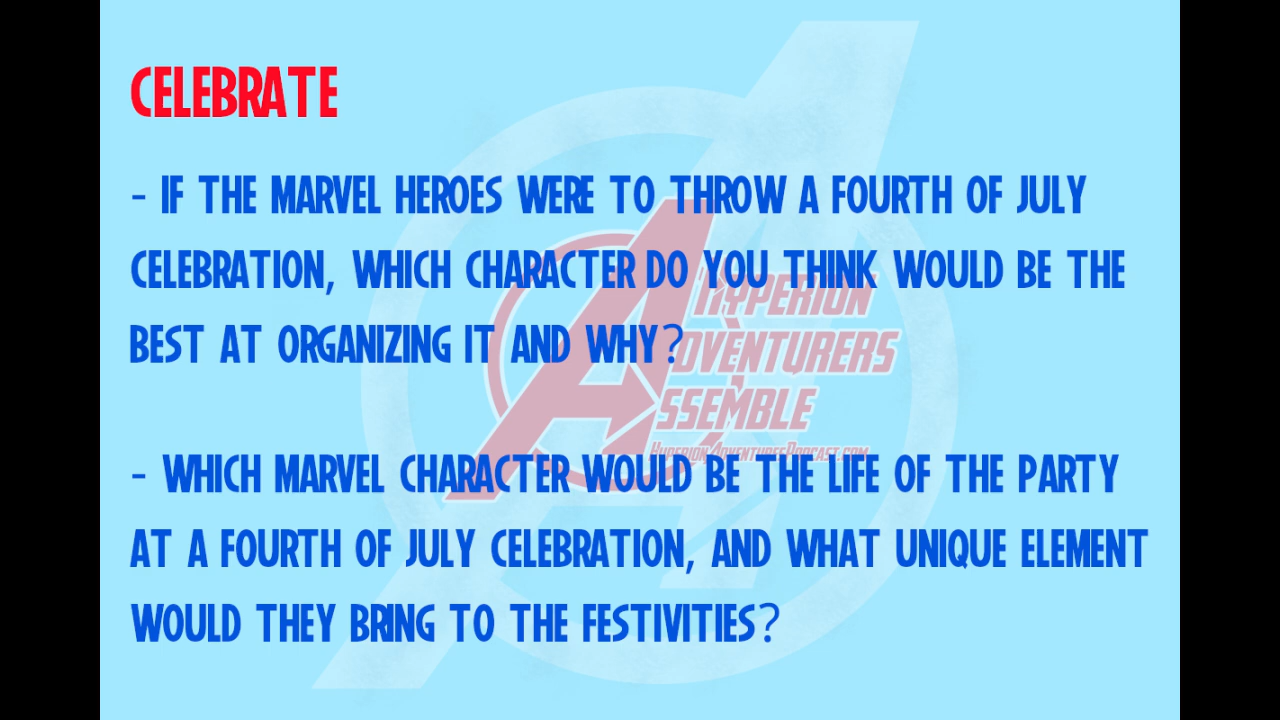 CELEBRATE
- IF THE MARVEL HEROES WERE TO THROW A FOURTH OF JULY
CELEBRATION, WHICH CHARACTER DO YOU THINK WOULD BE THE
BEST AT ORGANIZING IT AND WHY?
HYPERION
ADVENTURERS
ASSEMBLE
HYPERIONADVENTURESPODCAST.COM
- WHICH MARVEL CHARACTER WOULD BE THE LIFE OF THE PARTY
AT A FOURTH OF JULY CELEBRATION, AND WHAT UNIQUE ELEMENT
WOULD THEY BRING TO THE FESTIVITIES?